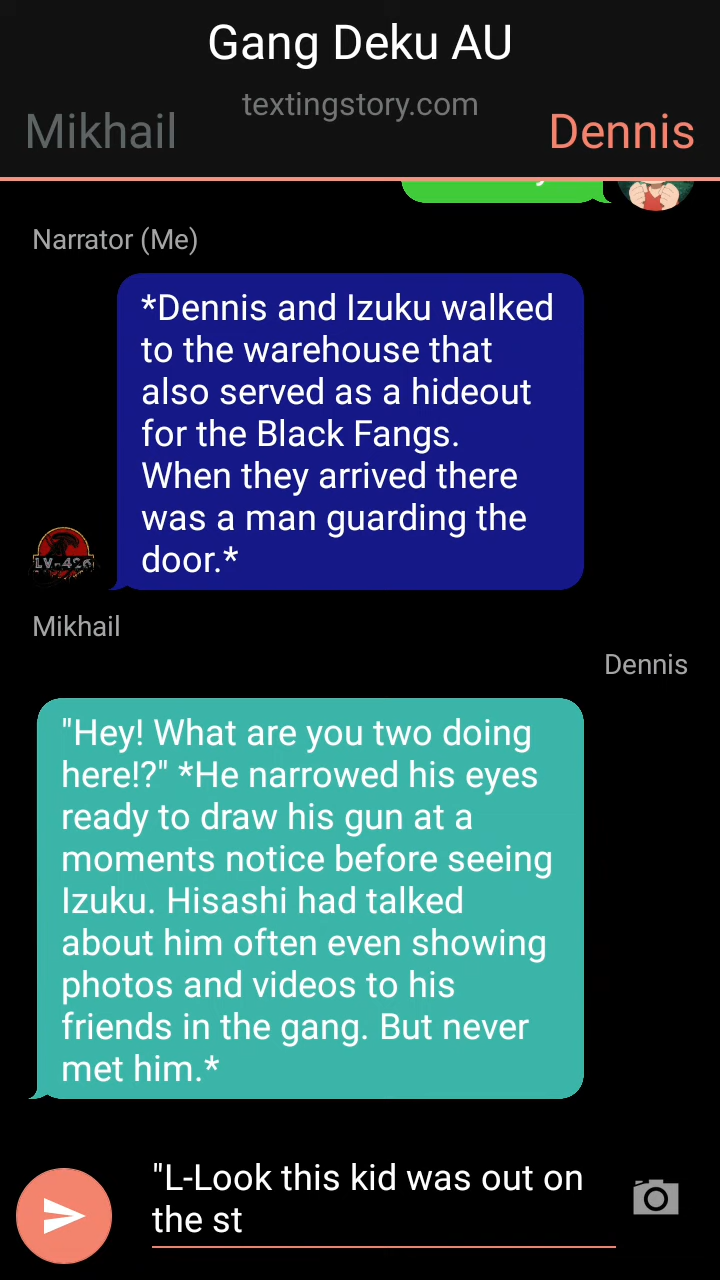 Gang Deku AU
textingstory.com
Mikhail
Dennis
Narrator (Me)
*Dennis and Izuku walked
to the warehouse that
also served as a hideout
for the Black Fangs.
When they arrived there
was a man guarding the
door.*
LV-426
Mikhail
Dennis
"Hey! What are you two doing
here!?" *He narrowed his eyes
ready to draw his gun at a
moments notice before seeing
Izuku. Hisashi had talked
about him often even showing
photos and videos to his
friends in the gang. But never
met him.*
"L-Look this kid was out on
the st